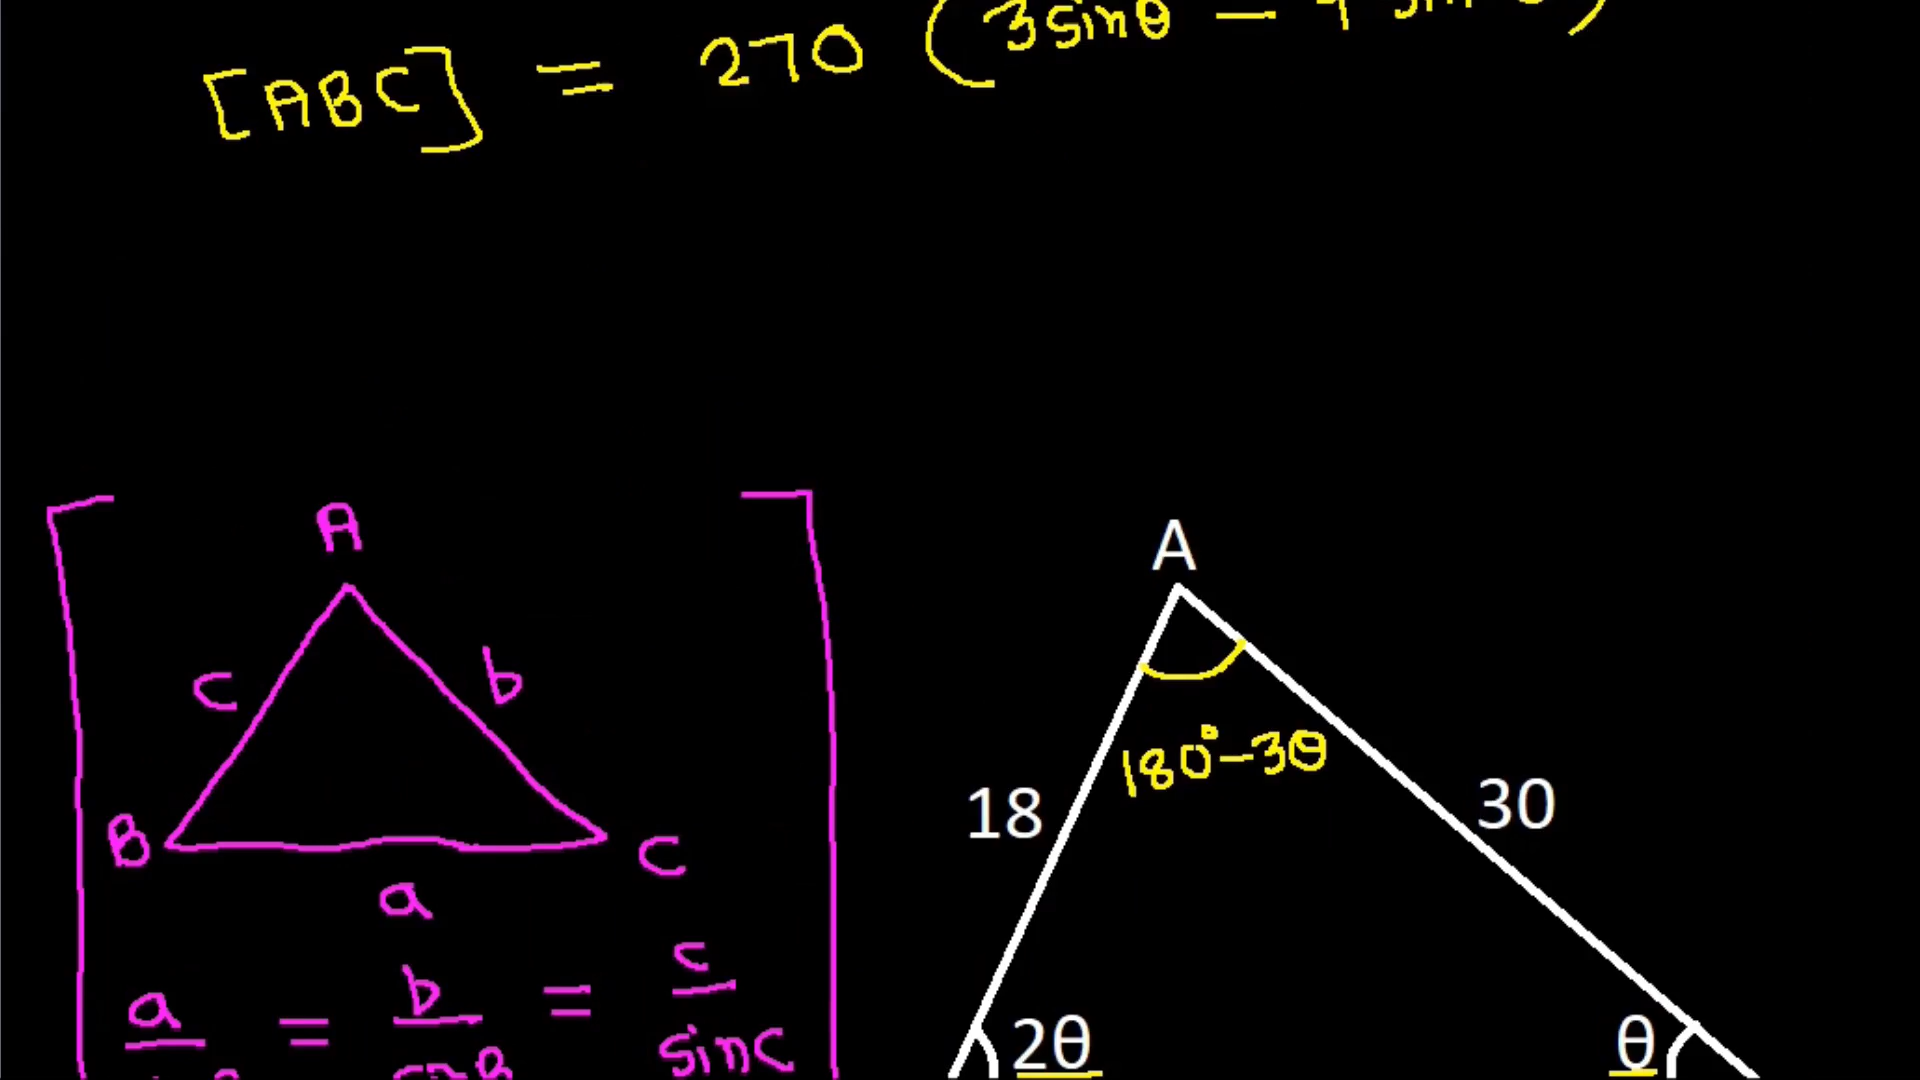 [ABC] = 270 (3sinθ −
A
c b
B C
a
a = b = c
sinC
A
180°−3θ
18 30
2θ θ